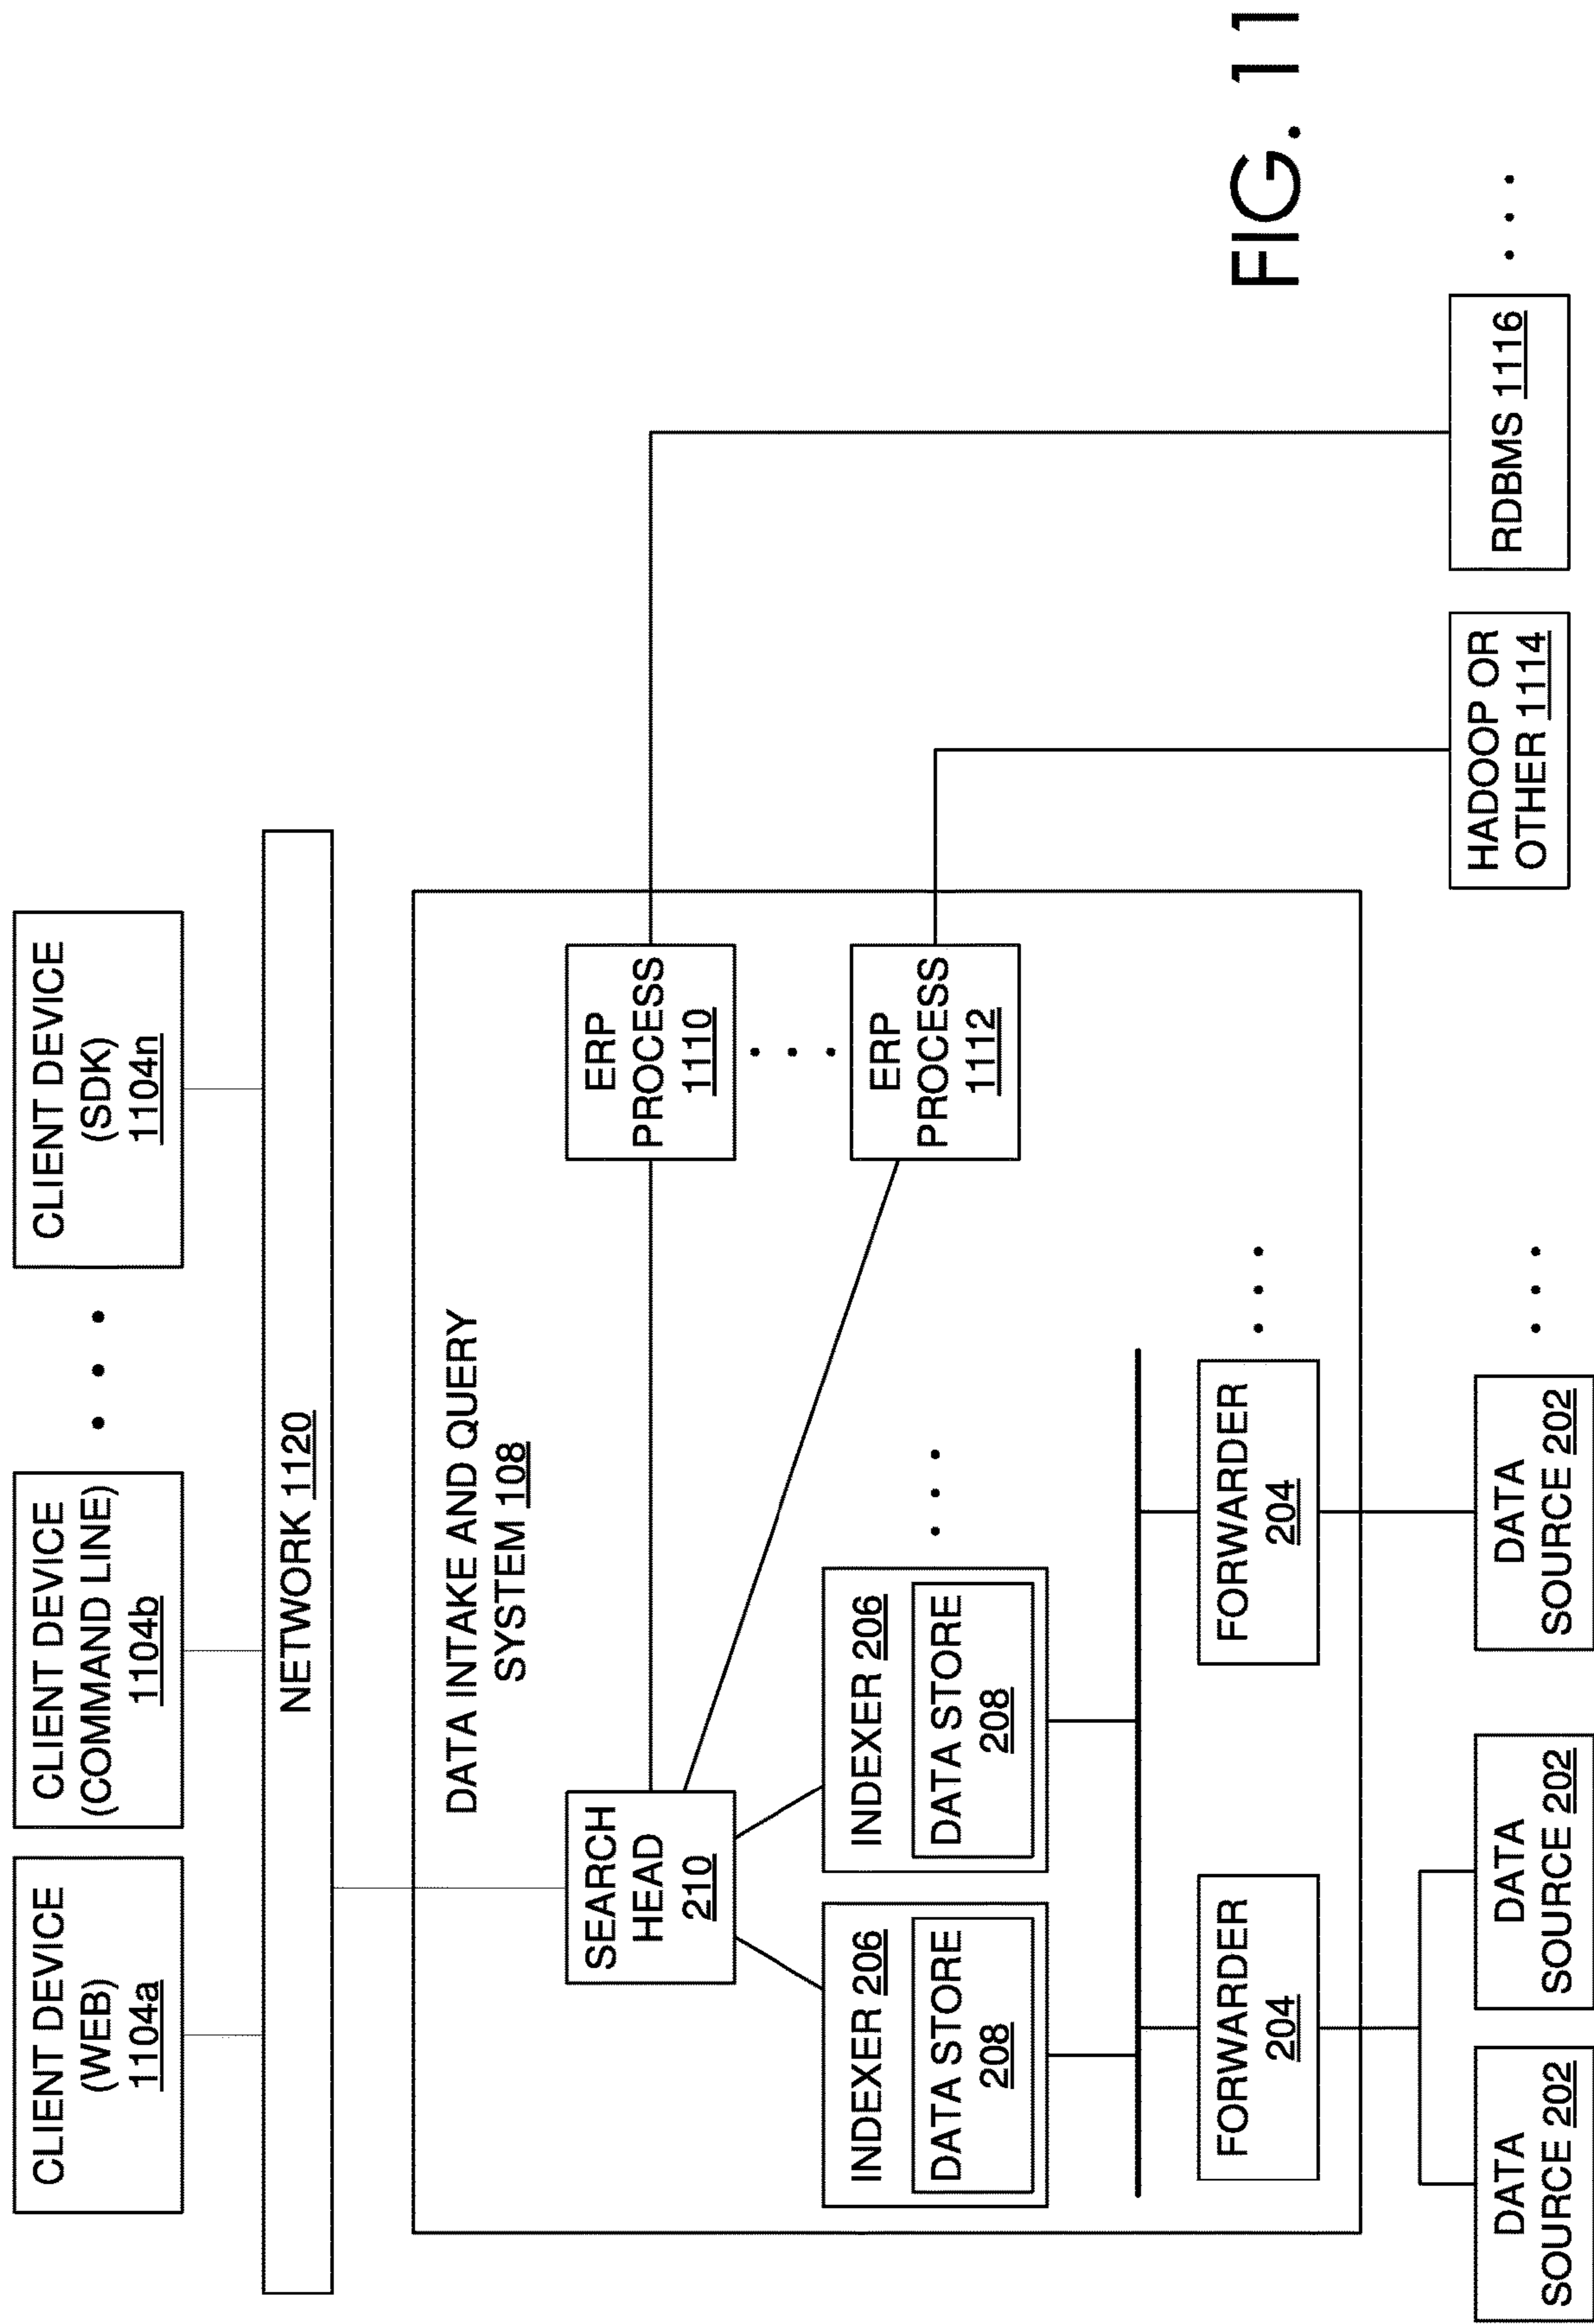 CLIENT DEVICE
(WEB)
1104a
CLIENT DEVICE
(COMMAND LINE)
1104b
CLIENT DEVICE
(SDK)
1104n
NETWORK 1120
DATA INTAKE AND QUERY
SYSTEM 108
SEARCH
HEAD
210
ERP
PROCESS
1110
INDEXER 206
DATA STORE
208
INDEXER 206
DATA STORE
208
ERP
PROCESS
1112
FORWARDER
204
FORWARDER
204
DATA
SOURCE 202
DATA
SOURCE 202
DATA
SOURCE 202
HADOOP OR
OTHER 1114
RDBMS 1116
FIG. 11